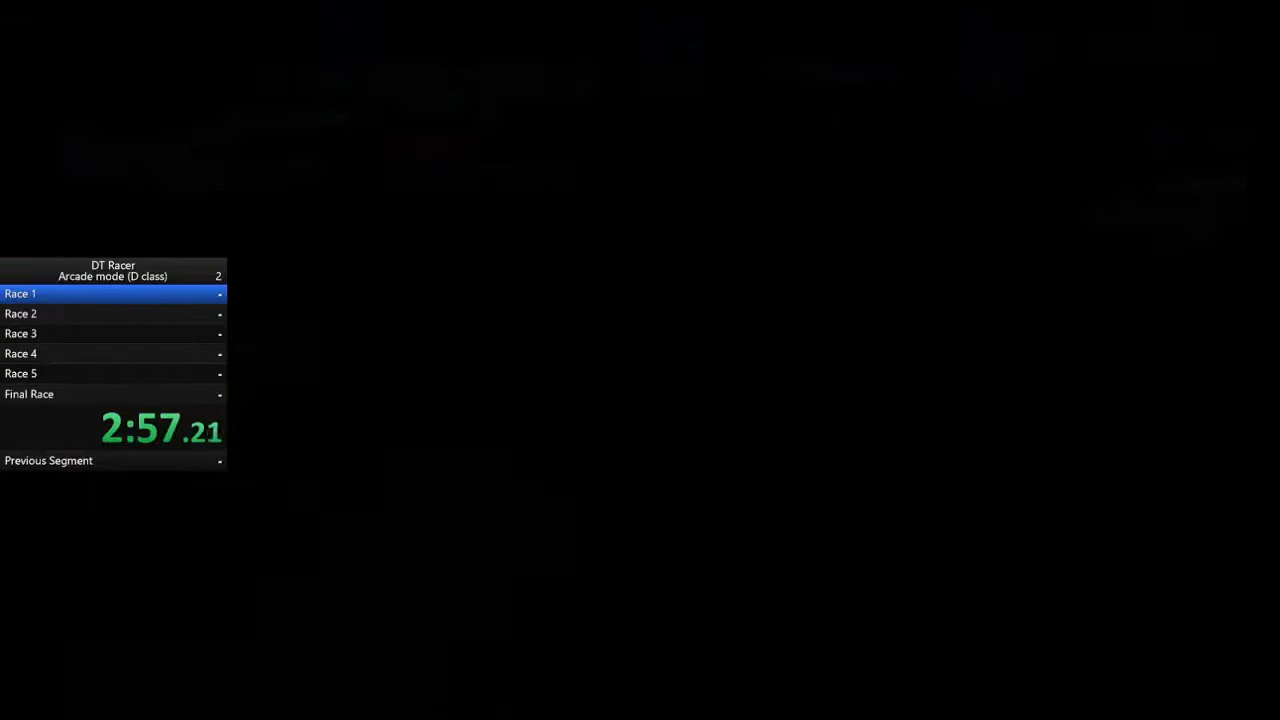 DT Racer
Arcade mode (D class) 2
Race 1 -
Race 2 -
Race 3 -
Race 4 -
Race 5 -
Final Race -
2:57.21
Previous Segment -